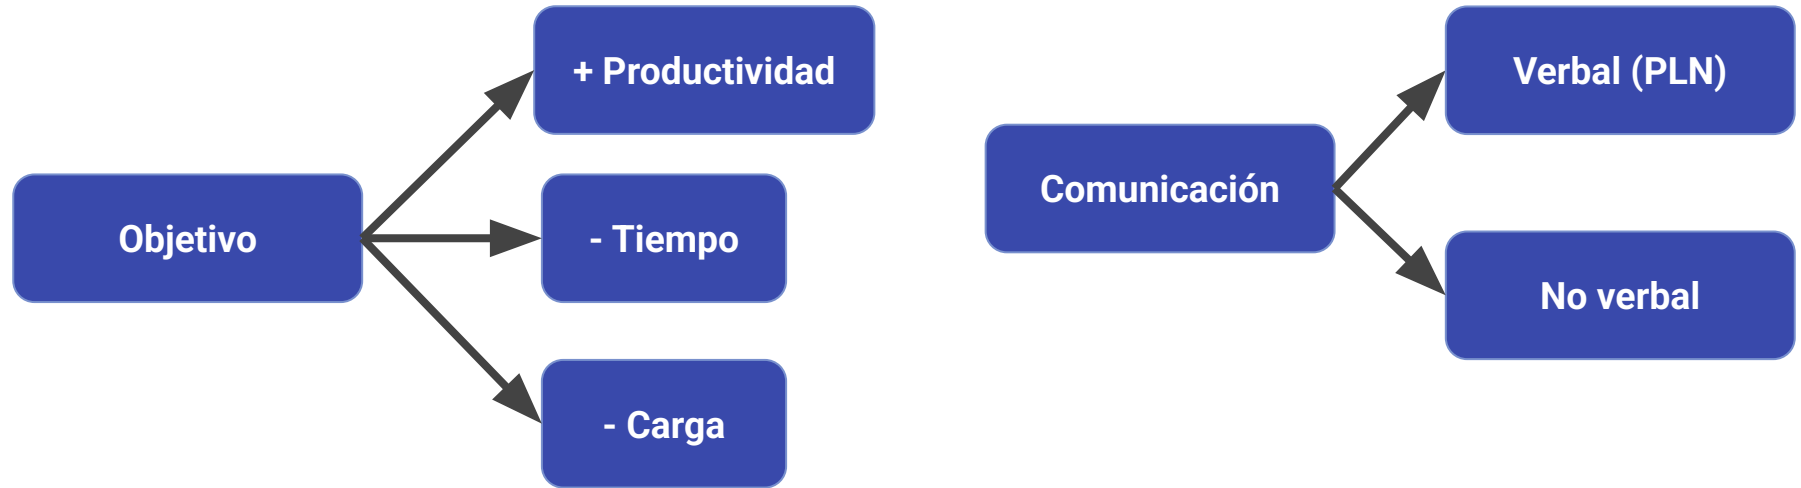 Objetivo
+ Productividad
- Tiempo
- Carga
Comunicación
Verbal (PLN)
No verbal